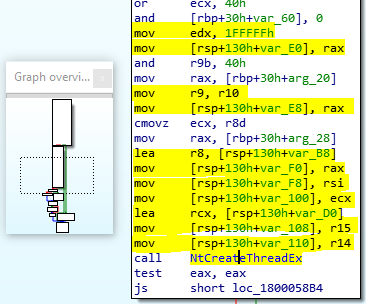 Graph overvi... x
or ecx, 40h
and [rbp+30h+var_60], 0
mov edx, 1FFFFFh
mov [rsp+130h+var_E0], rax
and r9b, 40h
mov rax, [rbp+30h+arg_20]
mov r9, r10
mov [rsp+130h+var_E8], rax
cmovz ecx, r8d
mov rax, [rbp+30h+arg_28]
lea r8, [rsp+130h+var_B8]
mov [rsp+130h+var_F0], rax
mov [rsp+130h+var_F8], rsi
mov [rsp+130h+var_100], ecx
lea rcx, [rsp+130h+var_D0]
mov [rsp+130h+var_108], r15
mov [rsp+130h+var_110], r14
call NtCreateThreadEx
test eax, eax
js short loc_1800058B4